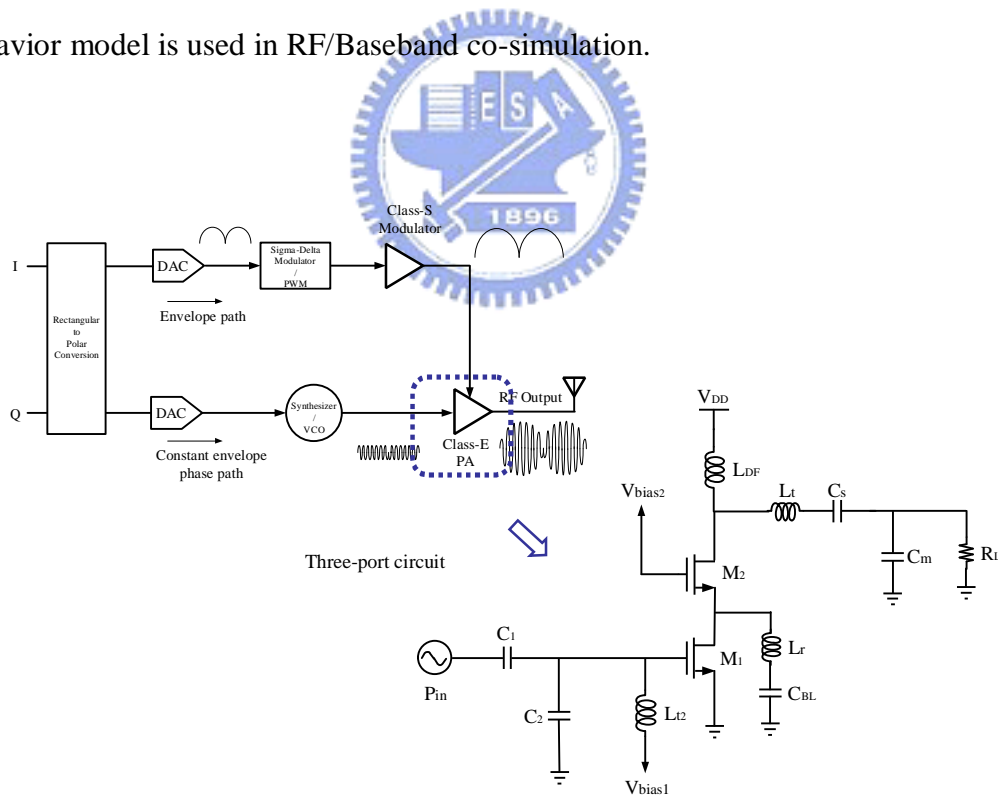 avior model is used in RF/Baseband co-simulation.
E S A
1896
Class-S
Modulator
I
DAC
Sigma-Delta
Modulator
/
PWM
Envelope path
Rectangular
to
Polar
Conversion
Q
DAC
Synthesizer
/
VCO
RF Output
Constant envelope
phase path
Class-E
PA
Three-port circuit
VDD
LDF
Lt
Cs
Vbias2
Cm
RL
M2
C1
M1
Lr
Pin
CBL
C2
Lt2
Vbias1